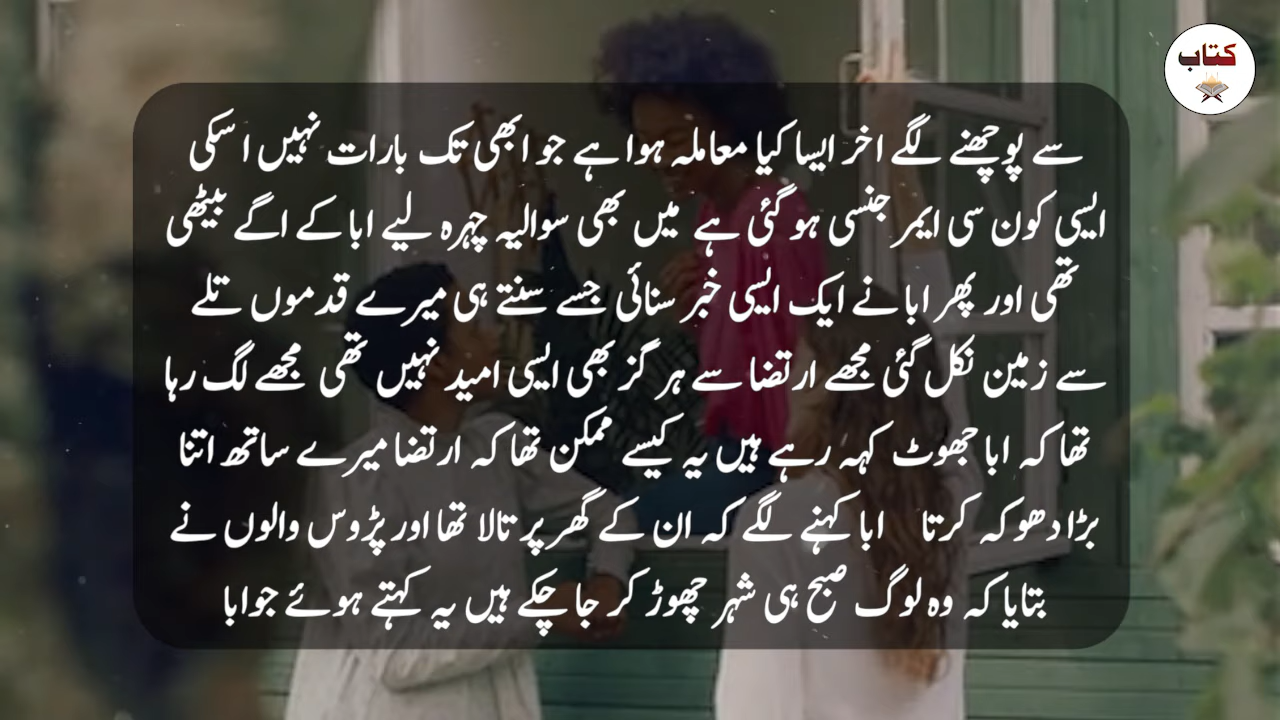 کتاب
سے پوچھنے لگے اخر ایسا کیا معاملہ ہوا ہے جو ابھی تک بارات نہیں ا سکی
ایسی کون سی ایمرجنسی ہو گئی ہے میں بھی سوالیہ چہرہ لیے ابا کے اگے بیٹھی
تھی اور پھر ابا نے ایک ایسی خبر سنائی جسے سنتے ہی میرے قدموں تلے
سے زمین نکل گئی مجھے ارتضا سے ہرگز بھی ایسی امید نہیں تھی مجھے لگ رہا
تھا کہ ابا جھوٹ کہہ رہے ہیں یہ کیسے ممکن تھا کہ ارتضا میرے ساتھ اتنا
بڑا دھوکہ کرتا ابا کہنے لگے کہ ان کے گھر پر تالا تھا اور پڑوس والوں نے
بتایا کہ وہ لوگ صبح ہی شہر چھوڑ کر جا چکے ہیں یہ کہتے ہوئے جو ابا